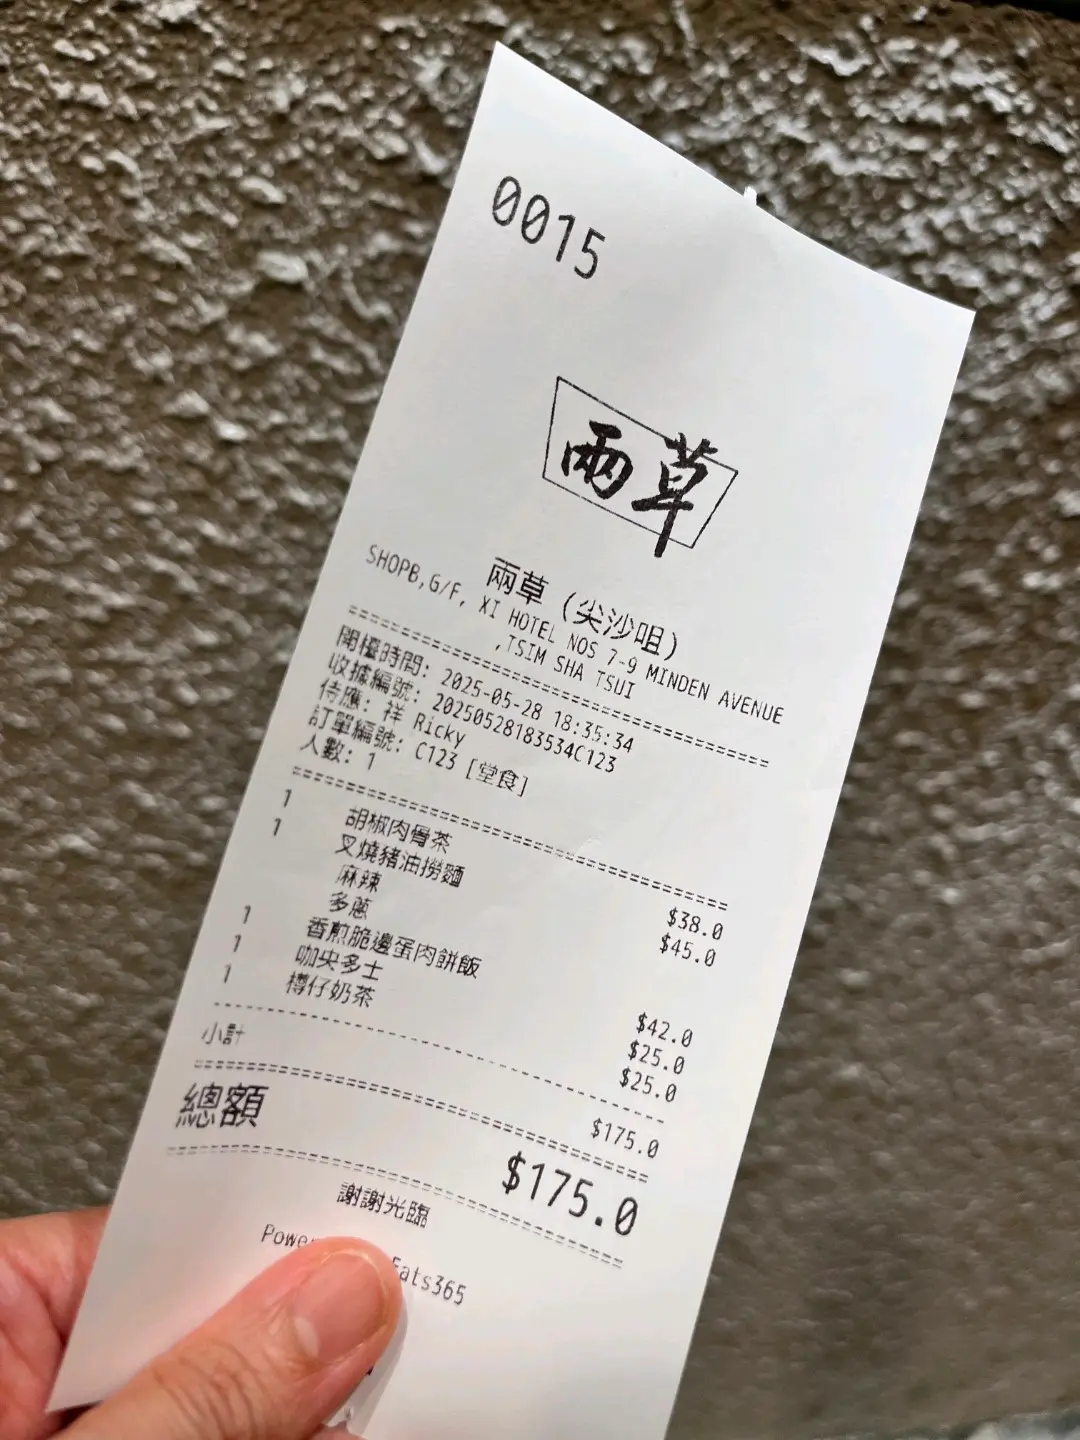 0015
兩草
兩草 (尖沙咀)
SHOPB,G/F, XI HOTEL NOS 7-9 MINDEN AVENUE
,TSIM SHA TSUI
開檯時間: 2025-05-28 18:35:34
收據編號: 20250528183534C123
侍應: 祥 Ricky
訂單編號: C123 [堂食]
人數: 1
1 胡椒肉骨茶 $38.0
1 叉燒豬油撈麵 $45.0
麻辣
多蔥
1 香煎脆邊蛋肉餅飯 $42.0
1 咖央多士 $25.0
1 樽仔奶茶 $25.0
小計 $175.0
總額 $175.0
謝謝光臨
Eats365